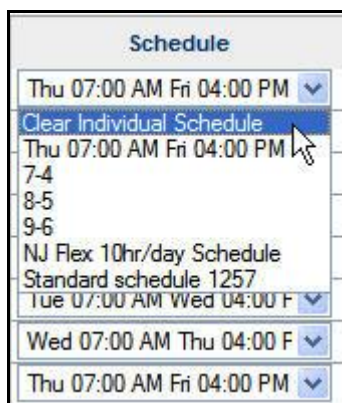 Schedule
Thu 07:00 AM Fri 04:00 PM
Clear Individual Schedule
Thu 07:00 AM Fri 04:00 PM
7-4
8-5
9-6
NJ Flex 10hr/day Schedule
Standard schedule 1257
Tue 07:00 AM Wed 04:00 F
Wed 07:00 AM Thu 04:00 F
Thu 07:00 AM Fri 04:00 PM